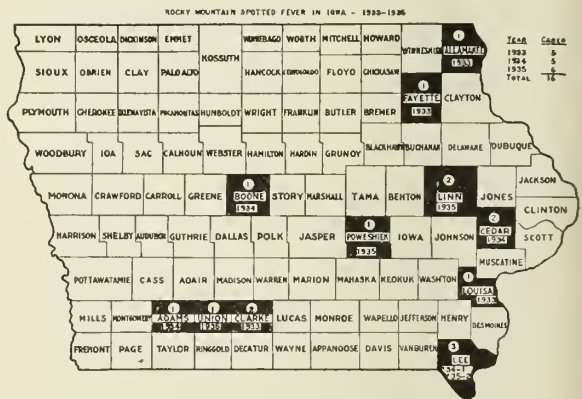 ROCKY MOUNTAIN SPOTTED FEVER IN IOWA - 1933-1935
YEAR CASES
1933 5
1934 5
1935 6
TOTAL 16
LYON OSCEOLA DICKINSON EMMET WINNEBAGO WORTH MITCHELL HOWARD WINNESHIEK 1 ALLAMAKEE 1933
KOSSUTH
SIOUX OBRIEN CLAY PALO ALTO HANCOCK FLOYD CHICKASAW
1 FAYETTE 1933 CLAYTON
PLYMOUTH CHEROKEE BUENA VISTA POCAHONTAS HUMBOLDT WRIGHT FRANKLIN BUTLER BREMER
WOODBURY IDA SAC CALHOUN WEBSTER HAMILTON HARDIN GRUNDY BLACKHAWK BUCHANAN DELAWARE DUBUQUE
MONONA CRAWFORD CARROLL GREENE 1 BOONE 1934 STORY MARSHALL TAMA BENTON 2 LINN 1935 JONES JACKSON
CLINTON
HARRISON SHELBY AUDUBON GUTHRIE DALLAS POLK JASPER 1 POWESHIEK 1935 IOWA JOHNSON 2 CEDAR 1934 SCOTT
MUSCATINE
POTTAWATAMIE CASS ADAIR MADISON WARREN MARION MAHASKA KEOKUK WASHTON 1 LOUISA 1933
MILLS MONTGOMERY 1 ADAMS 1934 1 UNION 1935 2 CLARKE 1933 LUCAS MONROE WAPELLO JEFFERSON HENRY DESMOINES
FREMONT PAGE TAYLOR RINGGOLD DECATUR WAYNE APPANOOSE DAVIS VANBUREN 3 LEE
'34-1
'35-2